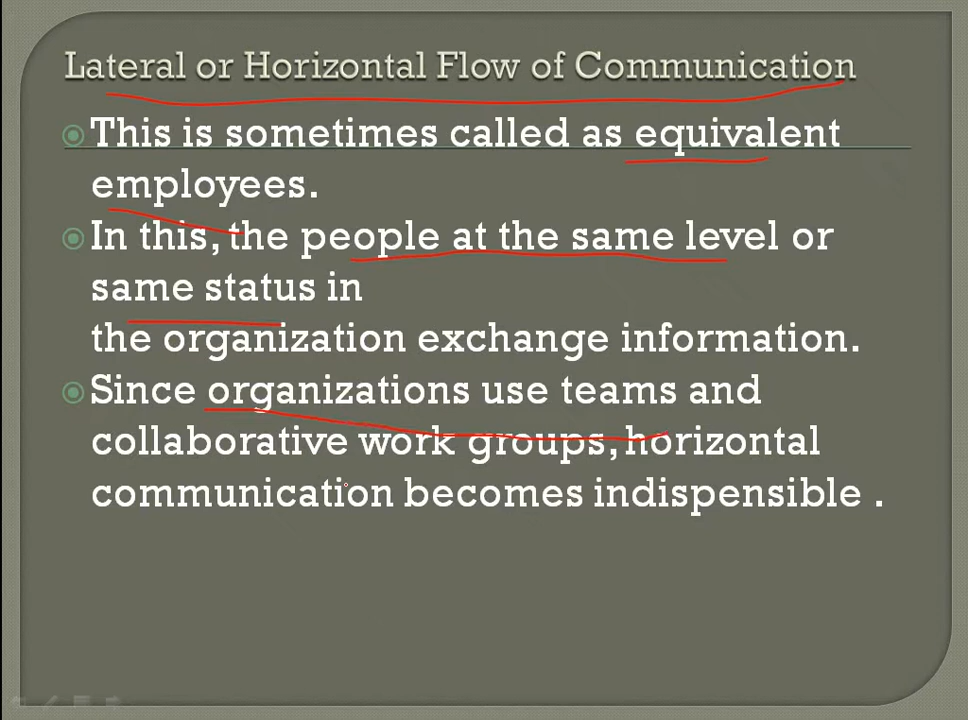 Lateral or Horizontal Flow of Communication
This is sometimes called as equivalent
employees.
In this, the people at the same level or
same status in
the organization exchange information.
Since organizations use teams and
collaborative work groups, horizontal
communication becomes indispensible .